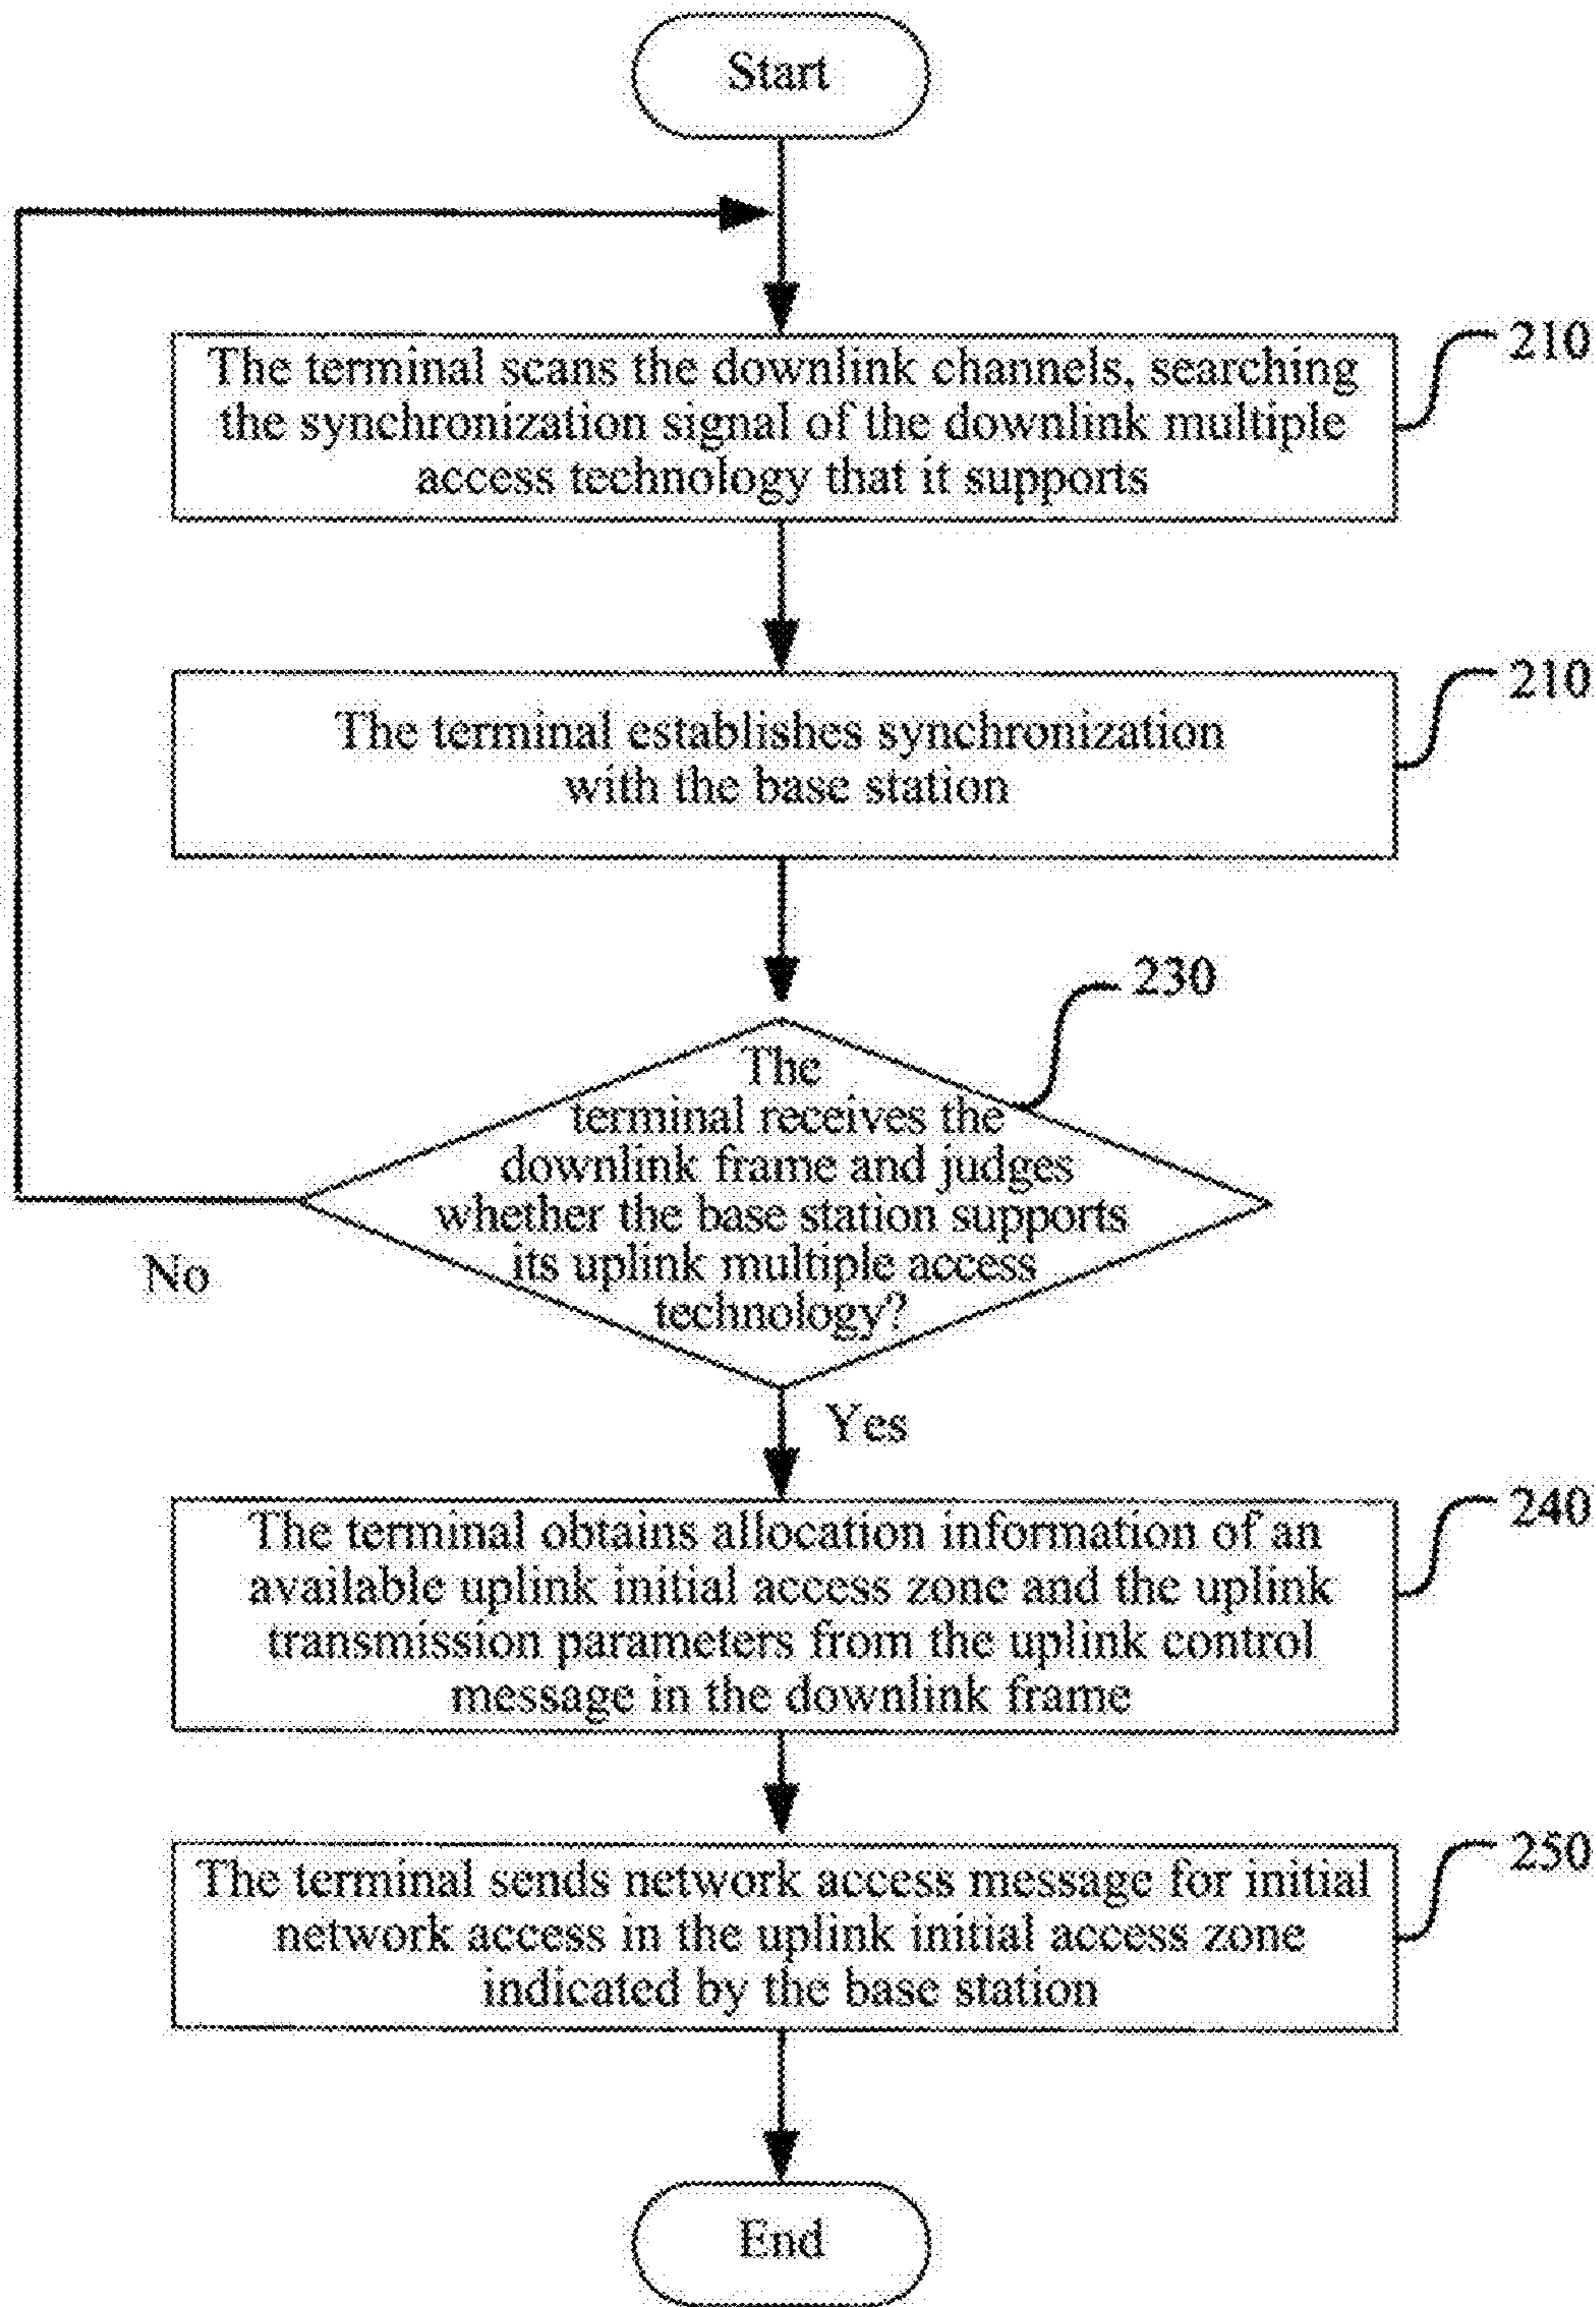 Start
The terminal scans the downlink channels, searching
the synchronization signal of the downlink multiple
access technology that it supports
210
The terminal establishes synchronization
with the base station
210
230
The
terminal receives the
downlink frame and judges
whether the base station supports
its uplink multiple access
technology?
No
Yes
The terminal obtains allocation information of an
available uplink initial access zone and the uplink
transmission parameters from the uplink control
message in the downlink frame
240
The terminal sends network access message for initial
network access in the uplink initial access zone
indicated by the base station
250
End